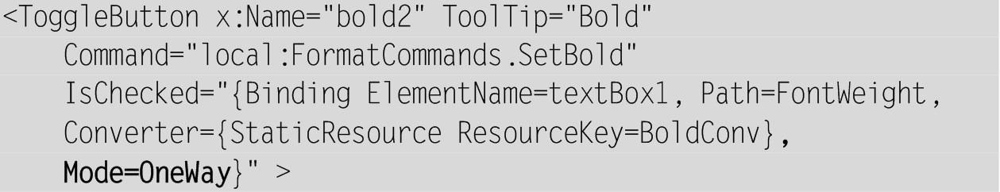 <ToggleButton x:Name="bold2" ToolTip="Bold"
Command="local:FormatCommands.SetBold"
IsChecked="{Binding ElementName=textBox1, Path=FontWeight,
Converter={StaticResource ResourceKey=BoldConv},
Mode=OneWay}" >